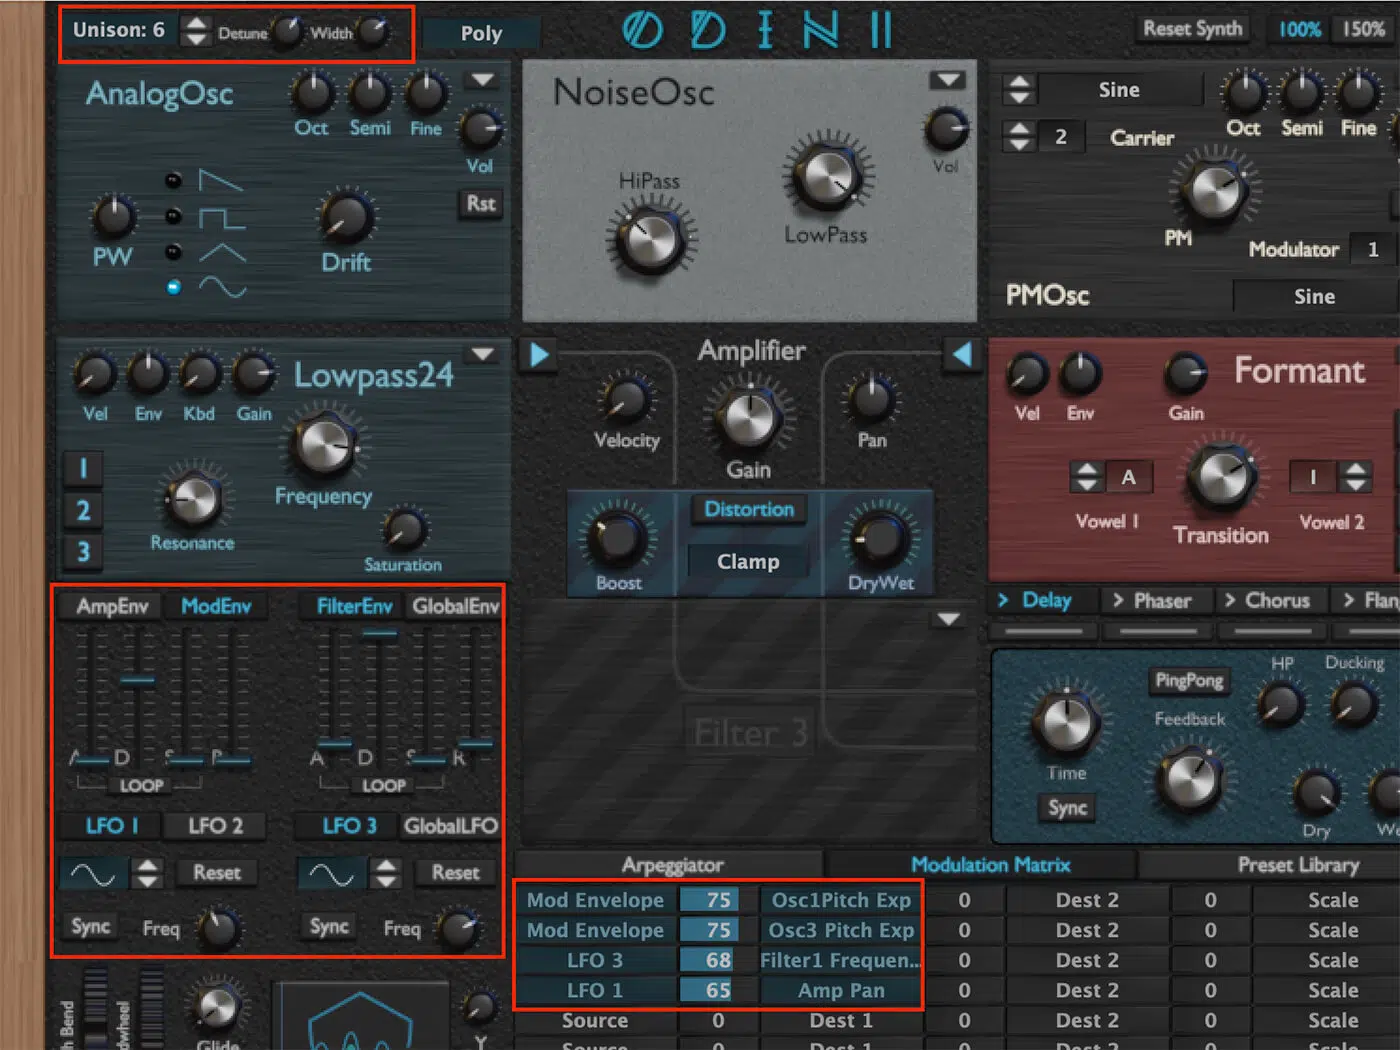 Unison: 6 Detune Width Poly ODIN II Reset Synth 100% 150%
AnalogOsc
Oct Semi Fine
Vol
Rst
PW
Drift
NoiseOsc
HiPass
LowPass
Vol
Sine
2 Carrier
Oct Semi Fine
PM
Modulator 1
PMOsc
Sine
Vel Env Kbd Gain
Lowpass24
1
2
3
Frequency
Resonance
Saturation
Amplifier
Velocity
Gain
Pan
Distortion
Clamp
Boost
DryWet
Filter 3
Vel Env Gain
Formant
A
I
Vowel 1
Transition
Vowel 2
AmpEnv ModEnv FilterEnv GlobalEnv
A D S R
LOOP
A D S R
LOOP
LFO 1 LFO 2 LFO 3 GlobalLFO
Reset Reset
Sync Freq Sync Freq
> Delay > Phaser > Chorus > Flan
PingPong
HP Ducking
Feedback
Time
Sync
Dry We
Arpeggiator Modulation Matrix Preset Library
Mod Envelope 75 Osc1Pitch Exp 0 Dest 2 0 Scale
Mod Envelope 75 Osc3 Pitch Exp 0 Dest 2 0 Scale
LFO 3 68 Filter1 Frequen... 0 Dest 2 0 Scale
LFO 1 65 Amp Pan 0 Dest 2 0 Scale
Source 0 Dest 1 0 Dest 2 0 Scale
Source 0 Dest 1 0 Dest 2 0 Scale
h Bend
dwheel
Glide
Y